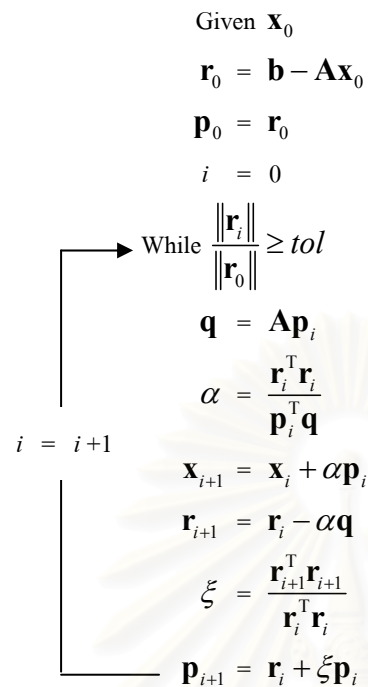 Given x₀
r₀ = b − Ax₀
p₀ = r₀
i = 0
While ‖rᵢ‖ / ‖r₀‖ ≥ tol
q = Apᵢ
α = rᵢᵀrᵢ / pᵢᵀq
i = i+1
xᵢ₊₁ = xᵢ + αpᵢ
rᵢ₊₁ = rᵢ − αq
ξ = rᵢ₊₁ᵀrᵢ₊₁ / rᵢᵀrᵢ
pᵢ₊₁ = rᵢ + ξpᵢ